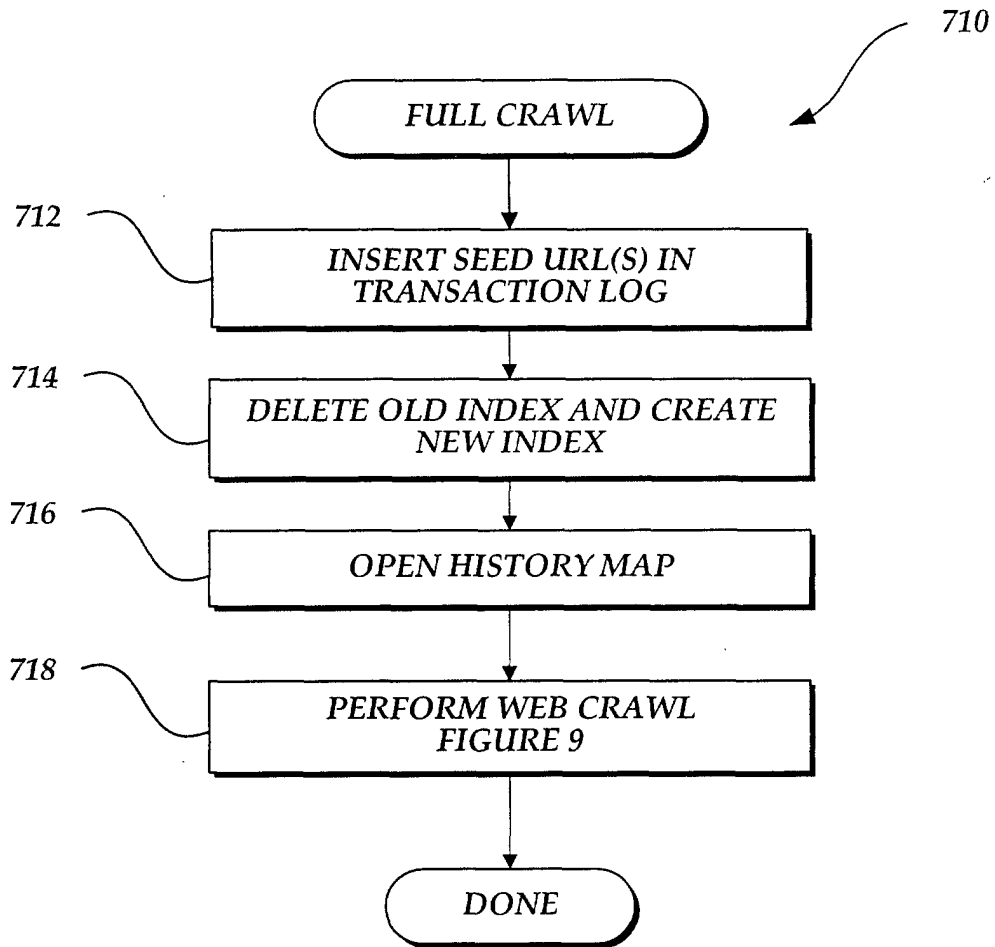 710
FULL CRAWL
712
INSERT SEED URL(S) IN
TRANSACTION LOG
714
DELETE OLD INDEX AND CREATE
NEW INDEX
716
OPEN HISTORY MAP
718
PERFORM WEB CRAWL
FIGURE 9
DONE